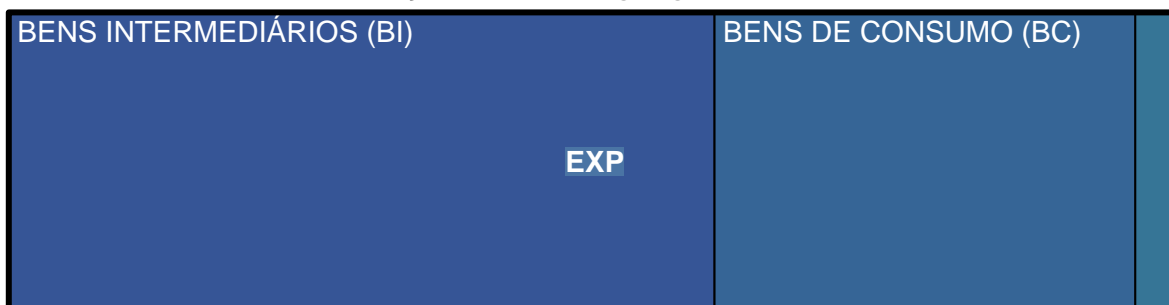 BENS INTERMEDIÁRIOS (BI)
BENS DE CONSUMO (BC)
EXP